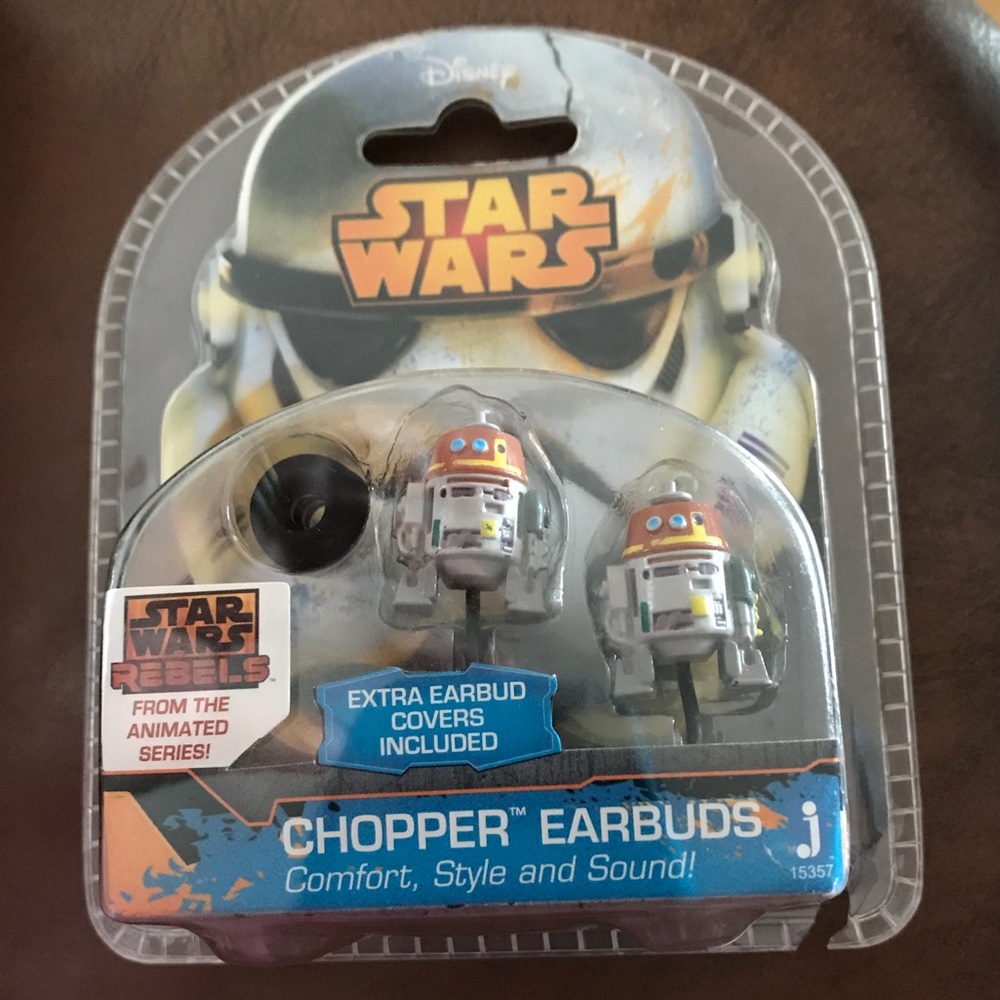 Disney
STAR
WARS
STAR
WARS
REBELS™
FROM THE
ANIMATED
SERIES!
EXTRA EARBUD
COVERS
INCLUDED
CHOPPER™ EARBUDS
Comfort, Style and Sound!
j
15357